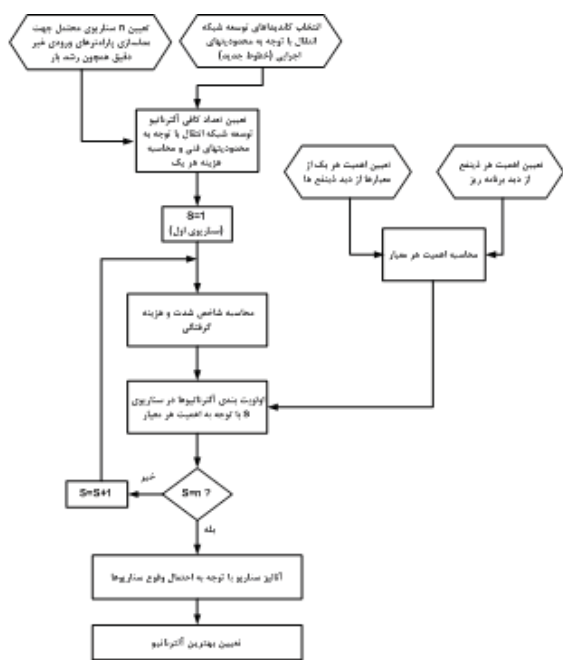 تعیین n سناریوی محتمل جهت
مدلسازی پارامترهای ورودی غیر
دقیق همچون رشد بار
انتخاب کاندیداهای توسعه شبکه
انتقال با توجه به محدودیتهای
اجرایی (خطوط جدید)
تعیین تعداد کافی آلترناتیو
توسعه شبکه انتقال با توجه به
محدودیتهای فنی و محاسبه
هزینه هر یک
تعیین اهمیت هر یک از
معیارها از دید ذینفع ها
تعیین اهمیت هر ذینفع
از دید برنامه ریز
S=1
(سناریوی اول)
محاسبه اهمیت هر معیار
محاسبه شاخص شدت و هزینه
گرفتگی
اولویت بندی آلترناتیوها در سناریوی
S با توجه به اهمیت هر معیار
S=n ?
خیر
S=S+1
بله
آنالیز سناریو با توجه به احتمال وقوع سناریوها
تعیین بهترین آلترناتیو